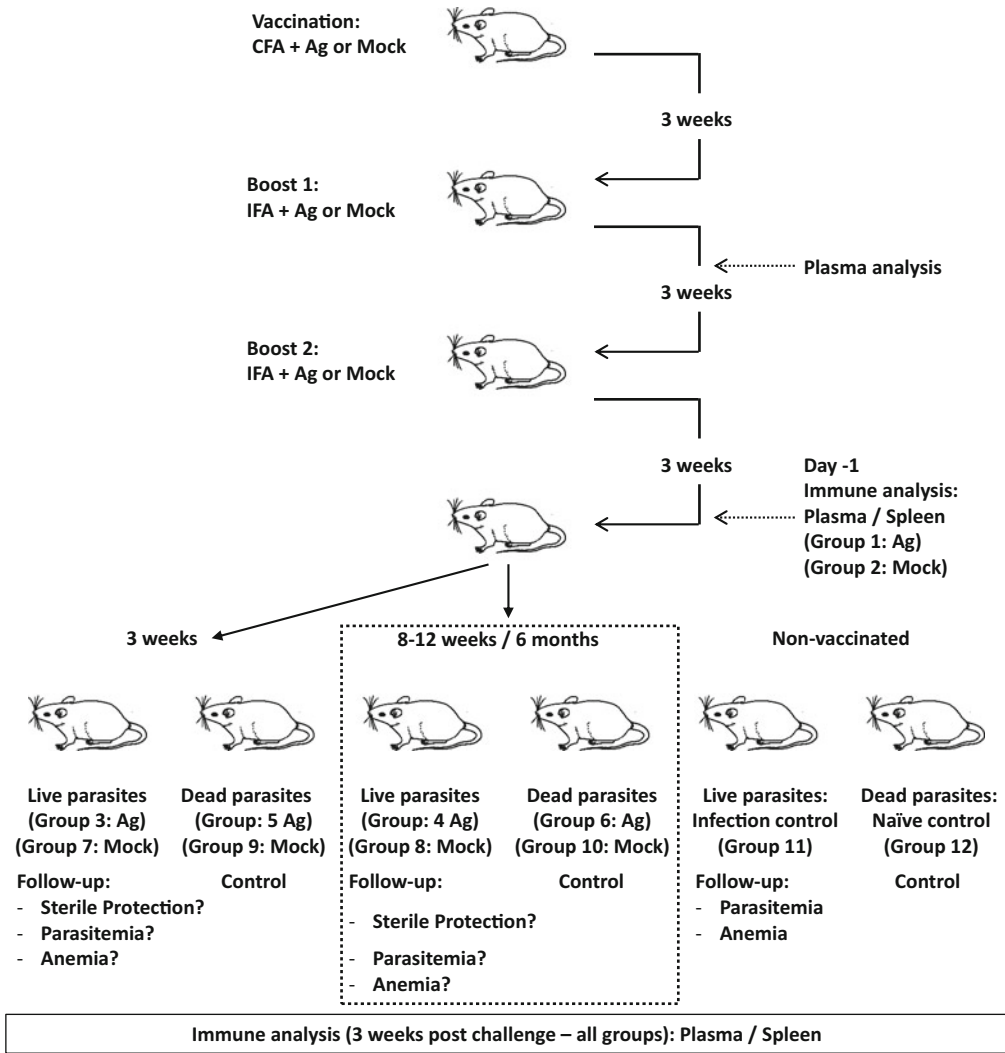 Vaccination:
CFA + Ag or Mock
3 weeks
Boost 1:
IFA + Ag or Mock
Plasma analysis
3 weeks
Boost 2:
IFA + Ag or Mock
3 weeks
Day -1
Immune analysis:
Plasma / Spleen
(Group 1: Ag)
(Group 2: Mock)
3 weeks
8-12 weeks / 6 months
Non-vaccinated
Live parasites
(Group 3: Ag)
(Group 7: Mock)
Follow-up:
- Sterile Protection?
- Parasitemia?
- Anemia?
Dead parasites
(Group: 5 Ag)
(Group 9: Mock)
Control
Live parasites
(Group: 4 Ag)
(Group 8: Mock)
Follow-up:
- Sterile Protection?
- Parasitemia?
- Anemia?
Dead parasites
(Group 6: Ag)
(Group 10: Mock)
Control
Live parasites:
Infection control
(Group 11)
Follow-up:
- Parasitemia
- Anemia
Dead parasites:
Naïve control
(Group 12)
Control
Immune analysis (3 weeks post challenge – all groups): Plasma / Spleen